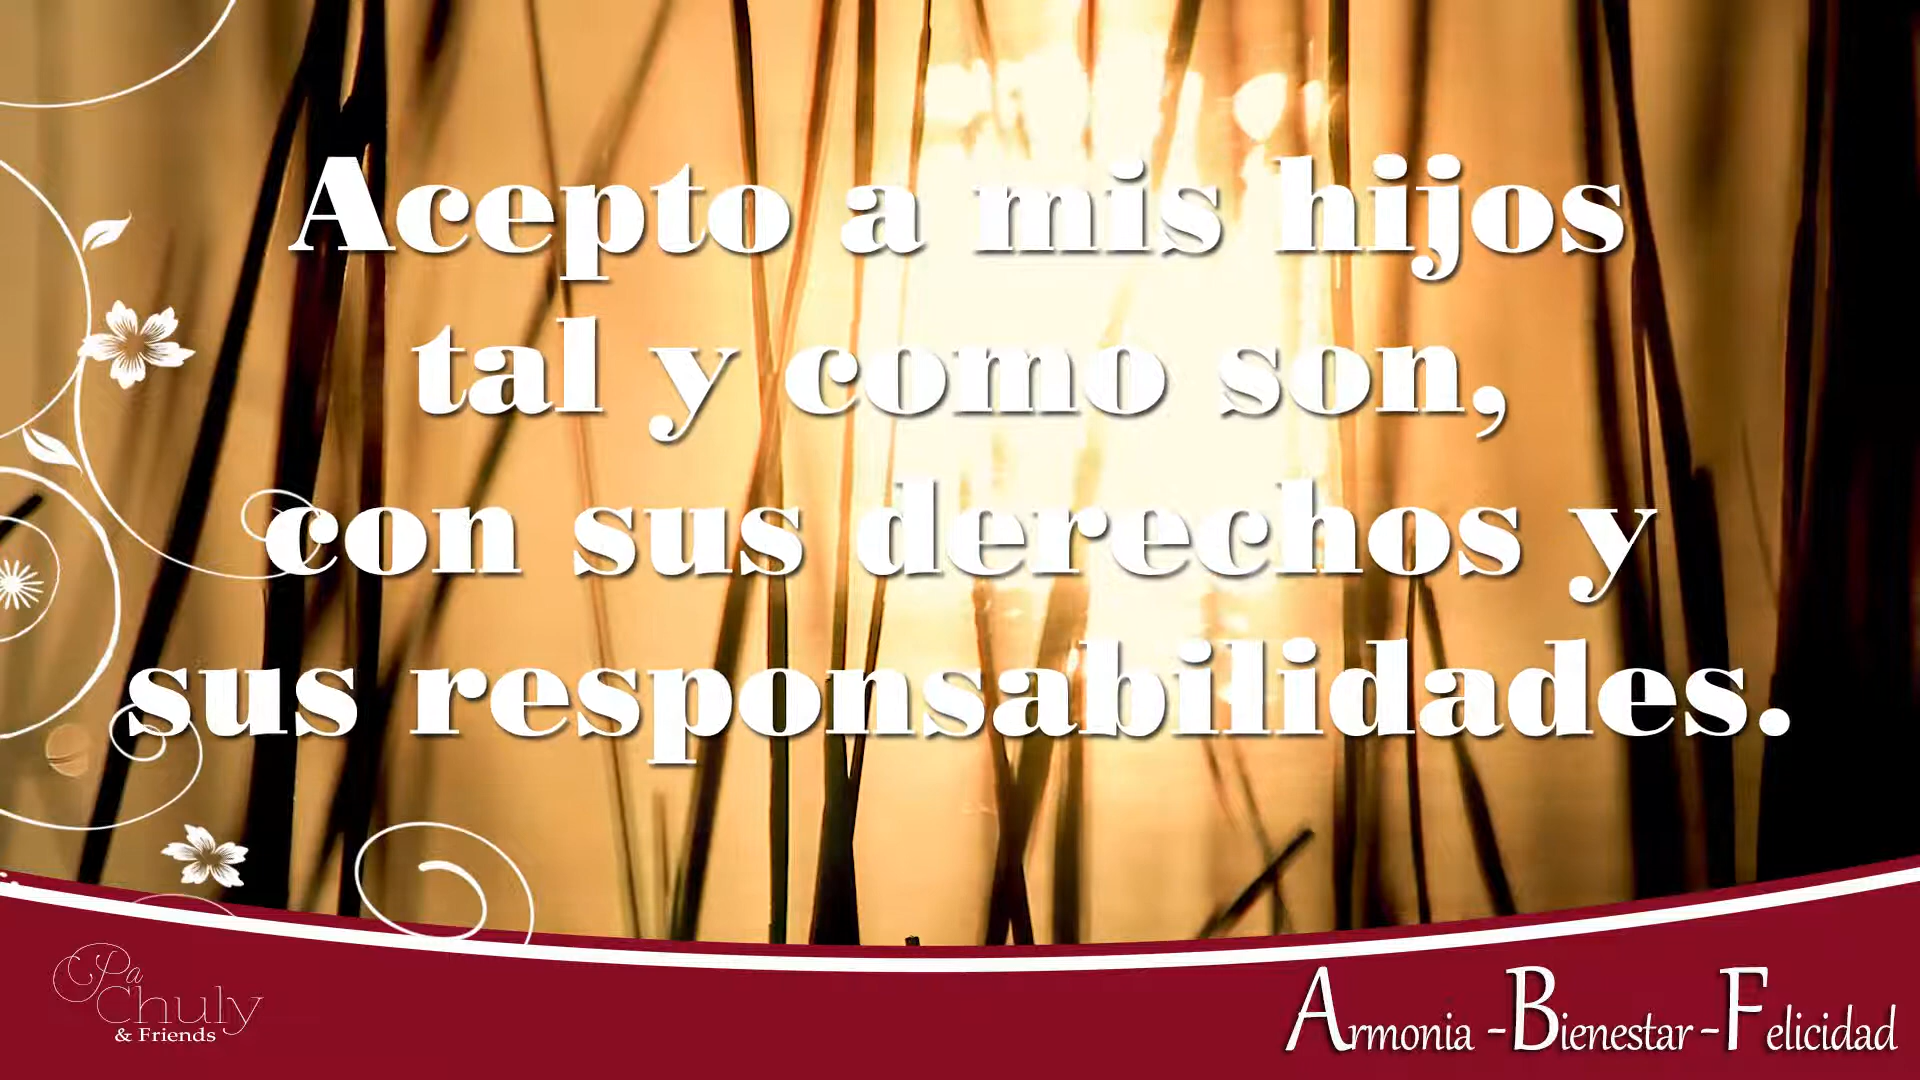 Acepto a mis hijos
tal y como son,
con sus derechos y
sus responsabilidades.
Pa
Chuly
& Friends
Armonia - Bienestar - Felicidad